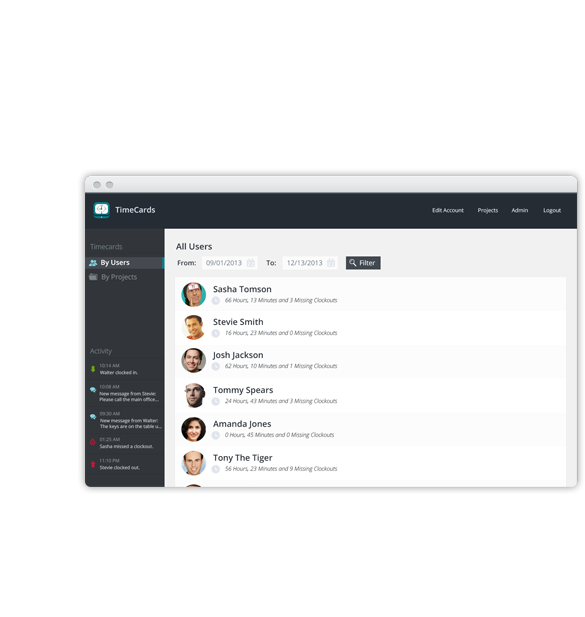 TimeCards
Edit Account Projects Admin Logout
Timecards
By Users
By Projects
Activity
10:14 AM
Walter clocked in.
10:08 AM
New message from Stevie:
Please call the main office...
09:30 AM
New message from Walter:
The keys are on the table u...
01:25 AM
Sasha missed a clockout.
11:10 PM
Stevie clocked out.
All Users
From: 09/01/2013 To: 12/13/2013 Filter
Sasha Tomson
66 Hours, 13 Minutes and 3 Missing Clockouts
Stevie Smith
16 Hours, 23 Minutes and 0 Missing Clockouts
Josh Jackson
62 Hours, 10 Minutes and 1 Missing Clockouts
Tommy Spears
24 Hours, 43 Minutes and 3 Missing Clockouts
Amanda Jones
0 Hours, 45 Minutes and 0 Missing Clockouts
Tony The Tiger
56 Hours, 23 Minutes and 9 Missing Clockouts